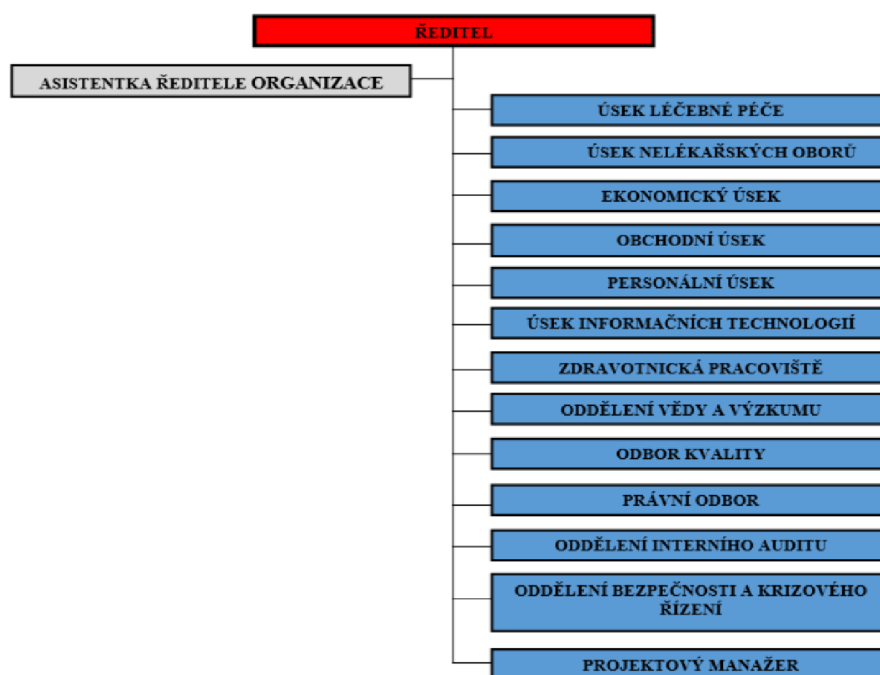 ŘEDITEL
ASISTENTKA ŘEDITELE ORGANIZACE
ÚSEK LÉČEBNÉ PÉČE
ÚSEK NELÉKAŘSKÝCH OBORŮ
EKONOMICKÝ ÚSEK
OBCHODNÍ ÚSEK
PERSONÁLNÍ ÚSEK
ÚSEK INFORMAČNÍCH TECHNOLOGIÍ
ZDRAVOTNICKÁ PRACOVIŠTĚ
ODDĚLENÍ VĚDY A VÝZKUMU
ODBOR KVALITY
PRÁVNÍ ODBOR
ODDĚLENÍ INTERNÍHO AUDITU
ODDĚLENÍ BEZPEČNOSTI A KRIZOVÉHO
ŘÍZENÍ
PROJEKTOVÝ MANAŽER